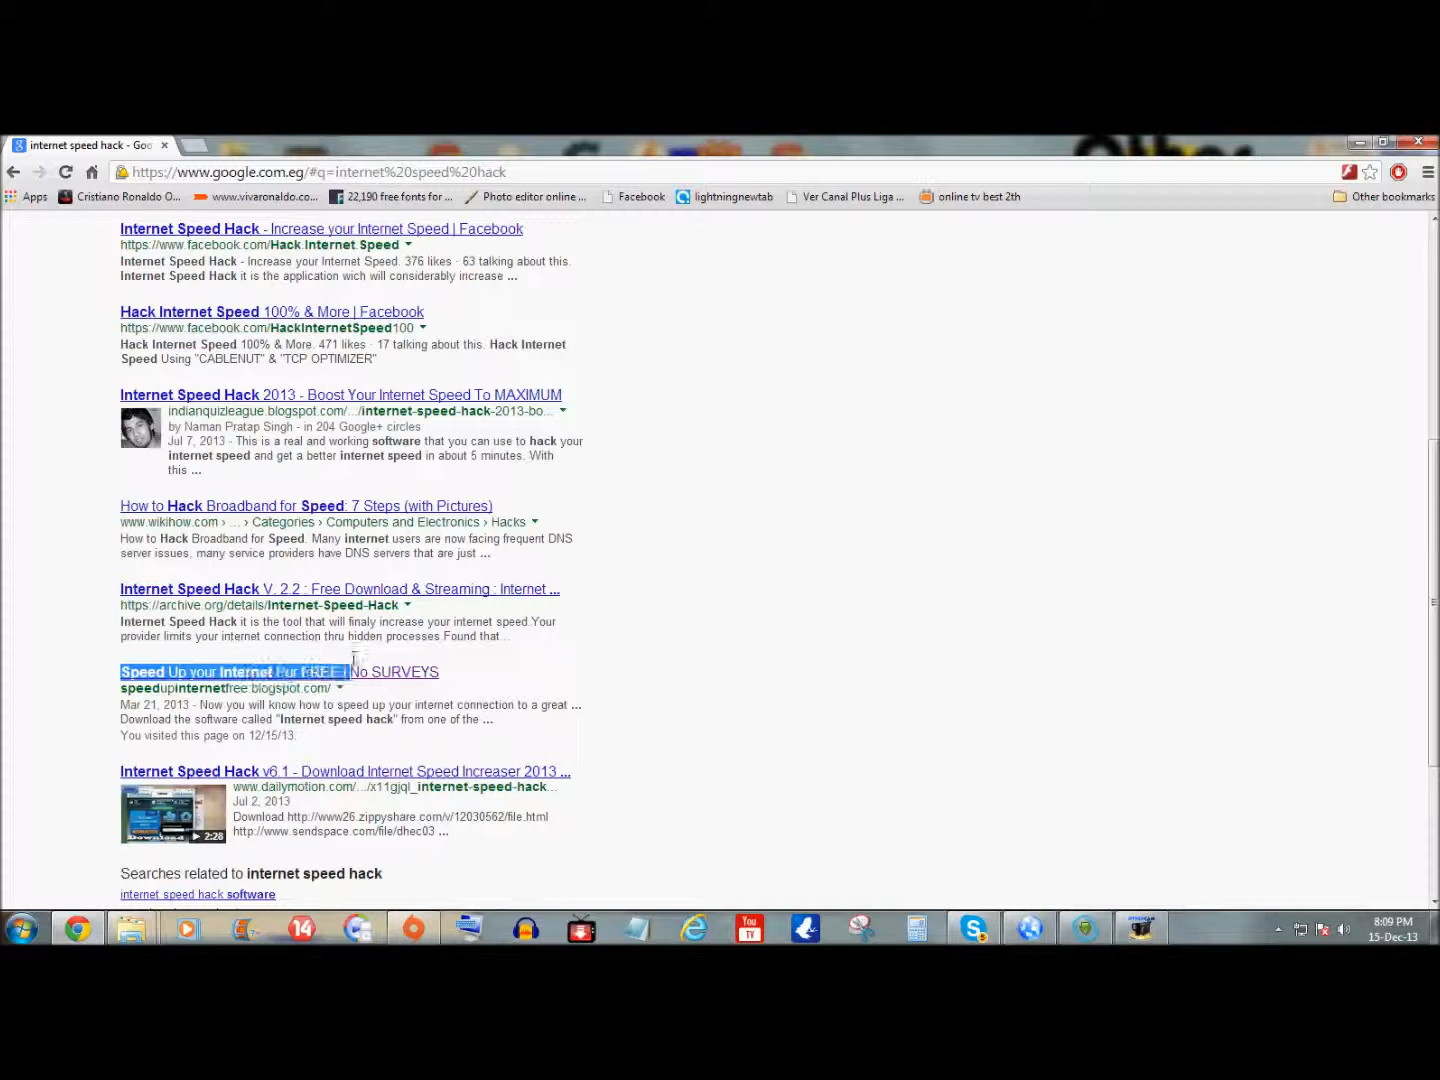 internet speed hack - Goo
https://www.google.com.eg/#q=internet%20speed%20hack
Apps
Cristiano Ronaldo O...
www.vivaronaldo.co...
22,190 free fonts for ...
Photo editor online ...
Facebook
lightningnewtab
Ver Canal Plus Liga ...
online tv best 2th
Other bookmarks
Internet Speed Hack - Increase your Internet Speed | Facebook
https://www.facebook.com/Hack.Internet.Speed
Internet Speed Hack - Increase your Internet Speed. 376 likes · 63 talking about this.
Internet Speed Hack it is the application wich will considerably increase ...
Hack Internet Speed 100% & More | Facebook
https://www.facebook.com/HackInternetSpeed100
Hack Internet Speed 100% & More. 471 likes · 17 talking about this. Hack Internet
Speed Using "CABLENUT" & "TCP OPTIMIZER"
Internet Speed Hack 2013 - Boost Your Internet Speed To MAXIMUM
indianquizleague.blogspot.com/.../internet-speed-hack-2013-bo...
by Naman Pratap Singh - in 204 Google+ circles
Jul 7, 2013 - This is a real and working software that you can use to hack your
internet speed and get a better internet speed in about 5 minutes. With
this ...
How to Hack Broadband for Speed: 7 Steps (with Pictures)
www.wikihow.com › ... › Categories › Computers and Electronics › Hacks
How to Hack Broadband for Speed. Many internet users are now facing frequent DNS
server issues, many service providers have DNS servers that are just ...
Internet Speed Hack V. 2.2 : Free Download & Streaming : Internet ...
https://archive.org/details/Internet-Speed-Hack
Internet Speed Hack it is the tool that will finaly increase your internet speed.Your
provider limits your internet connection thru hidden processes.Found that...
Speed Up your Internet FREE No SURVEYS
speedupinternetfree.blogspot.com/
Mar 21, 2013 - Now you will know how to speed up your internet connection to a great ...
Download the software called "Internet speed hack" from one of the ...
You visited this page on 12/15/13.
Internet Speed Hack v6.1 - Download Internet Speed Increaser 2013 ...
www.dailymotion.com/.../x11gjql_internet-speed-hack...
Jul 2, 2013
Download http://www26.zippyshare.com/v/12030562/file.html
http://www.sendspace.com/file/dhec03 ...
Download
2:28
Searches related to internet speed hack
internet speed hack software
14
You
TV
8:09 PM
15-Dec-13